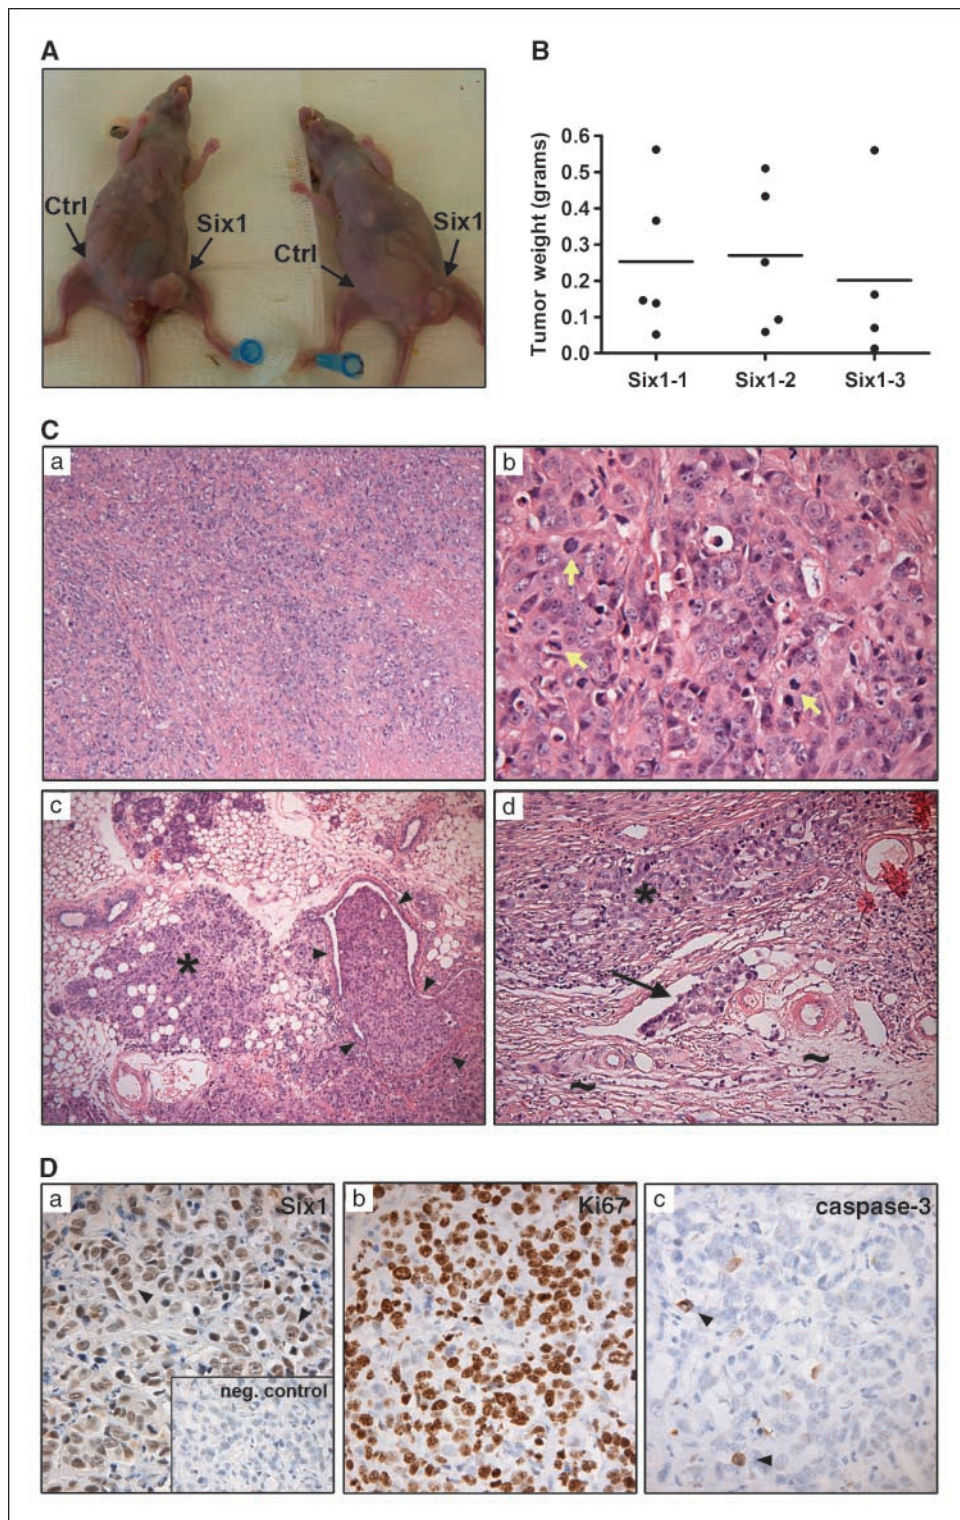 A
B
Ctrl
Six1
Ctrl
Six1
Tumor weight (grams)
0.6
0.5
0.4
0.3
0.2
0.1
0.0
Six1-1
Six1-2
Six1-3
C
a
b
*
c
*
~
~
d
D
a
Six1
neg. control
b
Ki67
c
caspase-3